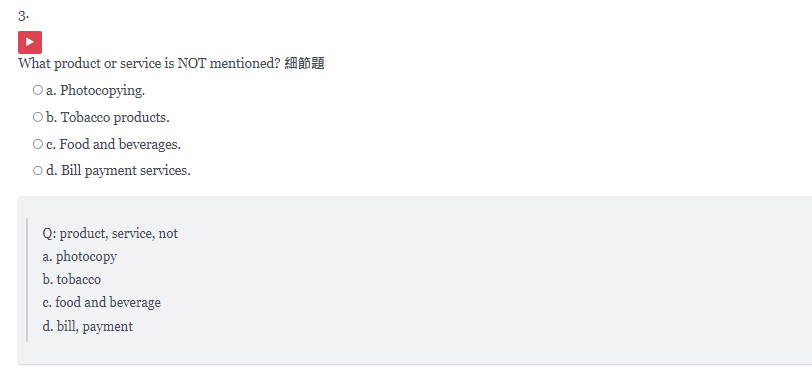 3.
What product or service is NOT mentioned? 細節題
a. Photocopying.
b. Tobacco products.
c. Food and beverages.
d. Bill payment services.
Q: product, service, not
a. photocopy
b. tobacco
c. food and beverage
d. bill, payment